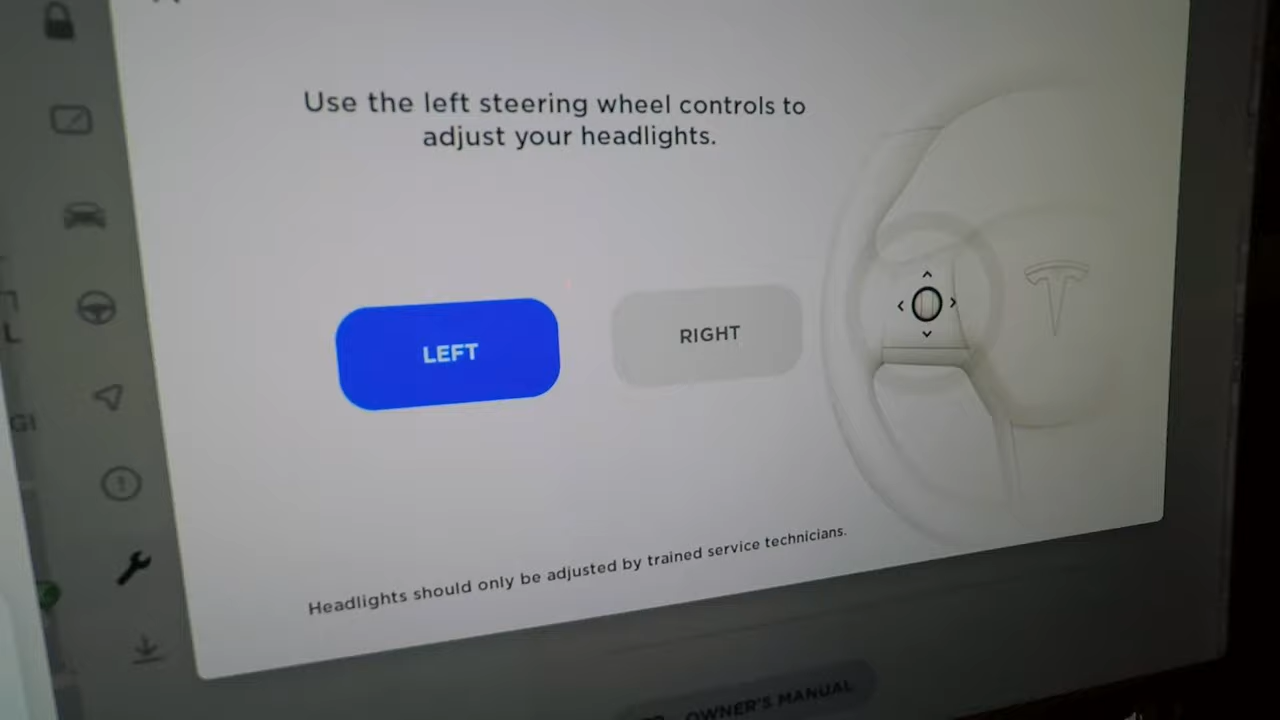 Use the left steering wheel controls to
adjust your headlights.
LEFT
RIGHT
Headlights should only be adjusted by trained service technicians.
OWNER'S MANUAL